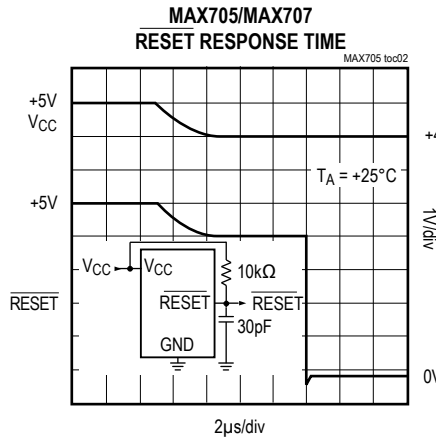 MAX705/MAX707
RESET RESPONSE TIME
MAX705 toc02
+5V
VCC
+4
TA = +25°C
+5V
1V/div
VCC
VCC
10kΩ
RESET
RESET
RESET
30pF
GND
0V
2µs/div